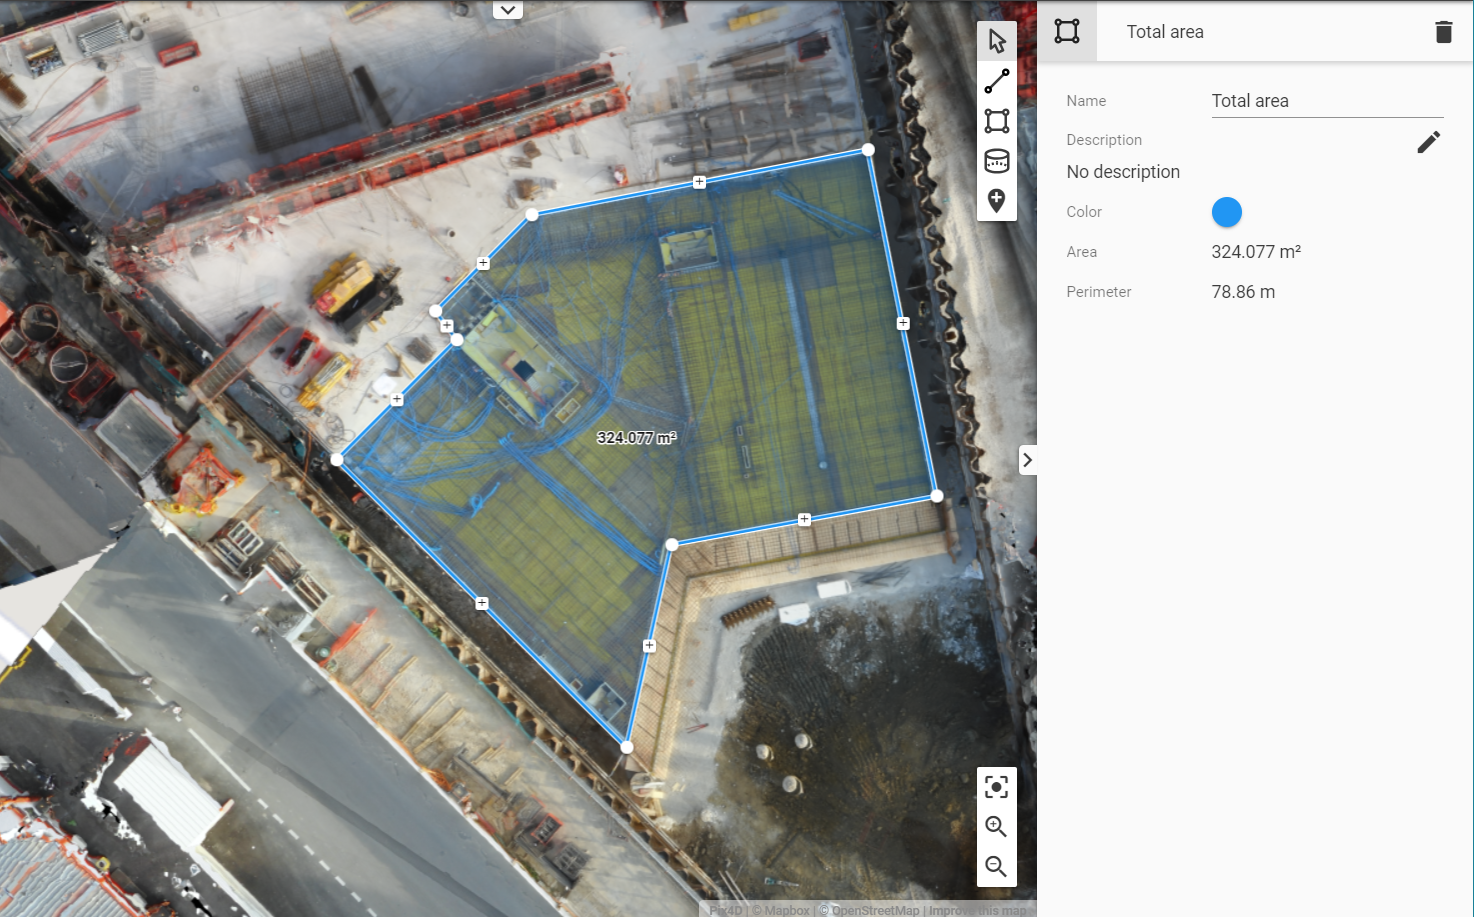 Total area
Name
Total area
Description
No description
Color
Area
324.077 m²
Perimeter
78.86 m
324.077 m²
Pix4D | © Mapbox | © OpenStreetMap | Improve this map